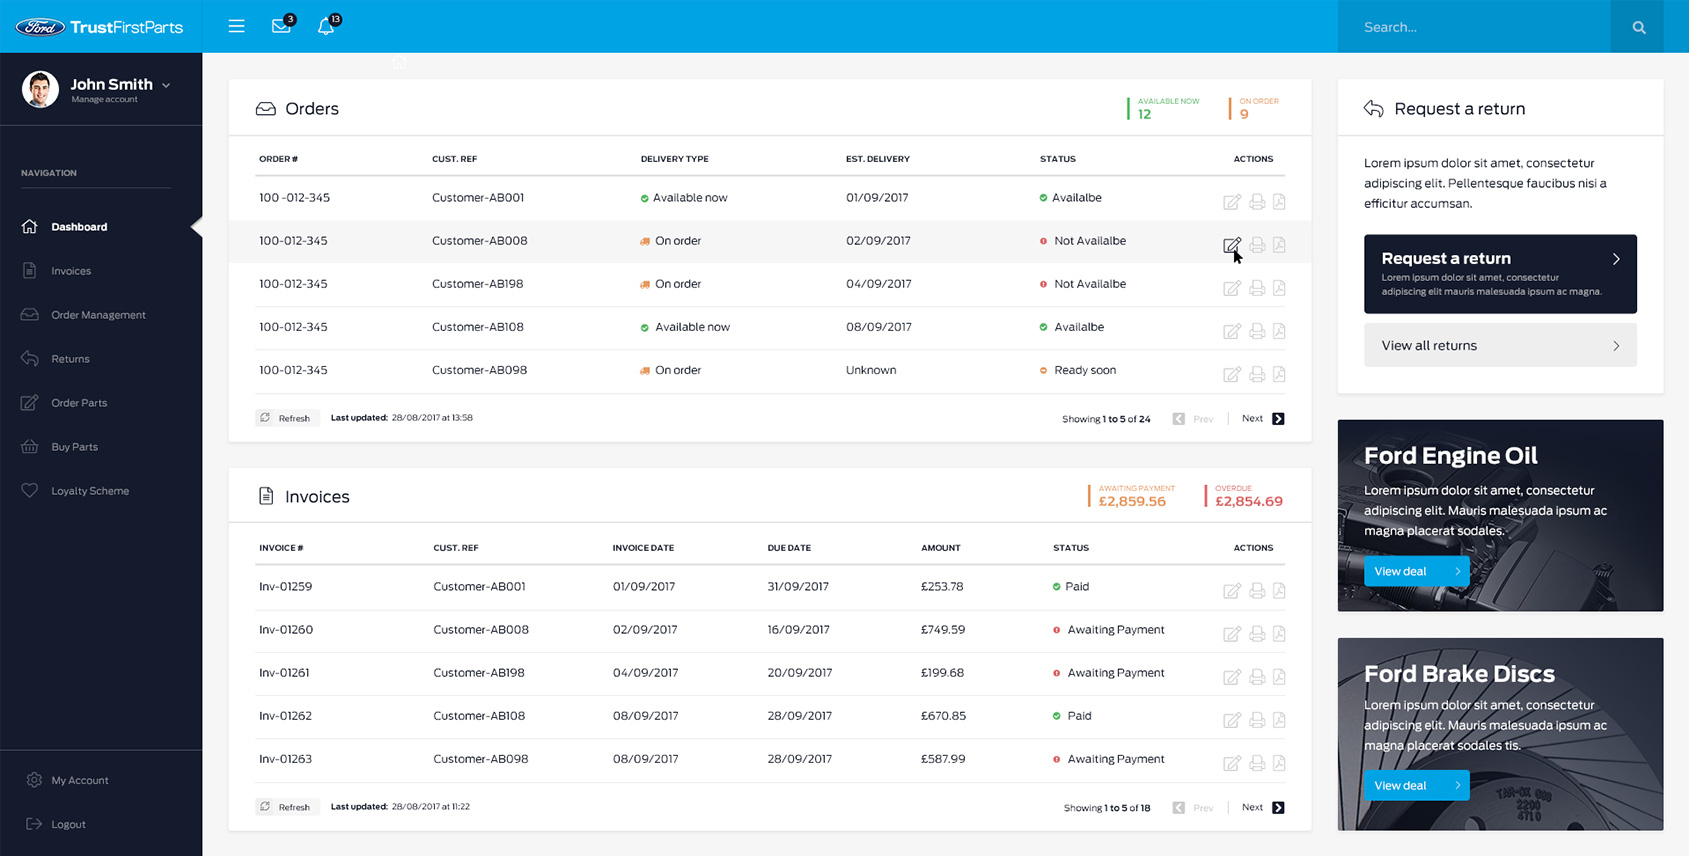 Ford TrustFirstParts
3
13
Search...
John Smith
Manage account
NAVIGATION
Dashboard
Invoices
Order Management
Returns
Order Parts
Buy Parts
Loyalty Scheme
My Account
Logout
Orders
AVAILABLE NOW
12
ON ORDER
9
ORDER # CUST. REF DELIVERY TYPE EST. DELIVERY STATUS ACTIONS
100 -012-345 Customer-AB001 Available now 01/09/2017 Availalbe
100-012-345 Customer-AB008 On order 02/09/2017 Not Availalbe
100-012-345 Customer-AB198 On order 04/09/2017 Not Availalbe
100-012-345 Customer-AB108 Available now 08/09/2017 Availalbe
100-012-345 Customer-AB098 On order Unknown Ready soon
Refresh Last updated: 28/08/2017 at 13:58 Showing 1 to 5 of 24 Prev Next
Invoices
AWAITING PAYMENT
£2,859.56
OVERDUE
£2,854.69
INVOICE # CUST. REF INVOICE DATE DUE DATE AMOUNT STATUS ACTIONS
Inv-01259 Customer-AB001 01/09/2017 31/09/2017 £253.78 Paid
Inv-01260 Customer-AB008 02/09/2017 16/09/2017 £749.59 Awaiting Payment
Inv-01261 Customer-AB198 04/09/2017 20/09/2017 £199.68 Awaiting Payment
Inv-01262 Customer-AB108 08/09/2017 28/09/2017 £670.85 Paid
Inv-01263 Customer-AB098 08/09/2017 28/09/2017 £587.99 Awaiting Payment
Refresh Last updated: 28/08/2017 at 11:22 Showing 1 to 5 of 18 Prev Next
Request a return
Lorem ipsum dolor sit amet, consectetur
adipiscing elit. Pellentesque faucibus nisi a
efficitur accumsan.
Request a return
Lorem ipsum dolor sit amet, consectetur
adipiscing elit mauris malesuada ipsum ac magna.
View all returns
Ford Engine Oil
Lorem ipsum dolor sit amet, consectetur
adipiscing elit. Mauris malesuada ipsum ac
magna placerat sodales.
View deal
Ford Brake Discs
Lorem ipsum dolor sit amet, consectetur
adipiscing elit. Mauris malesuada ipsum ac
magna placerat sodales tis.
View deal
2200
4710